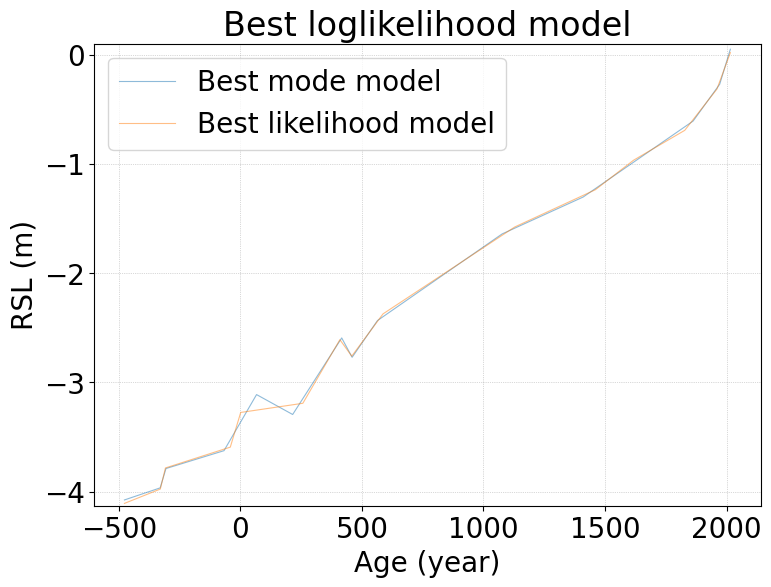 Best loglikelihood model
Best mode model
Best likelihood model
RSL (m)
0
−1
−2
−3
−4
−500
0
500
1000
1500
2000
Age (year)